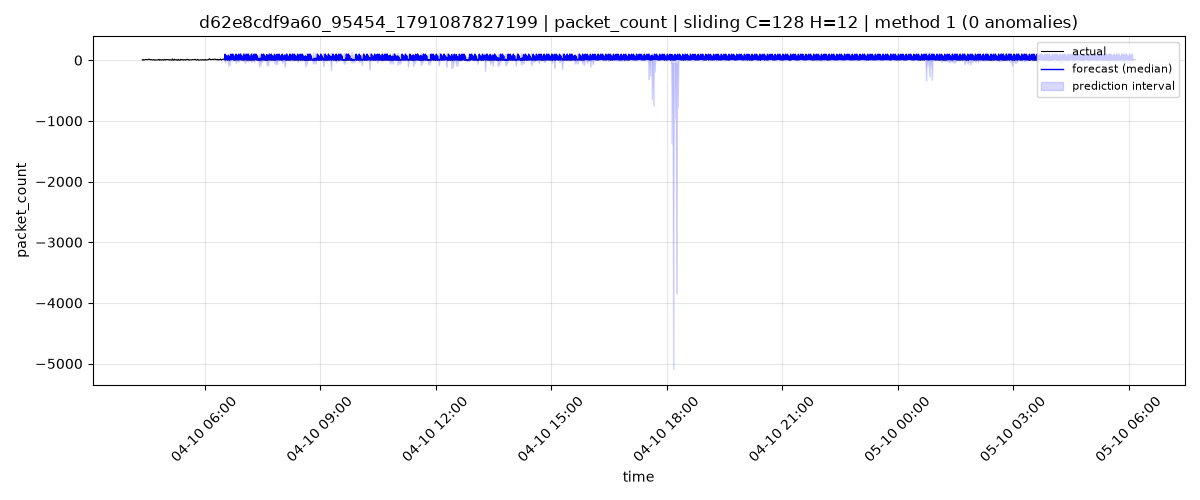 d62e8cdf9a60_95454_1791087827199 | packet_count | sliding C=128 H=12 | method 1 (0 anomalies)
packet_count
0
−1000
−2000
−3000
−4000
−5000
actual
forecast (median)
prediction interval
04-10 06:00
04-10 09:00
04-10 12:00
04-10 15:00
04-10 18:00
04-10 21:00
05-10 00:00
05-10 03:00
05-10 06:00
time